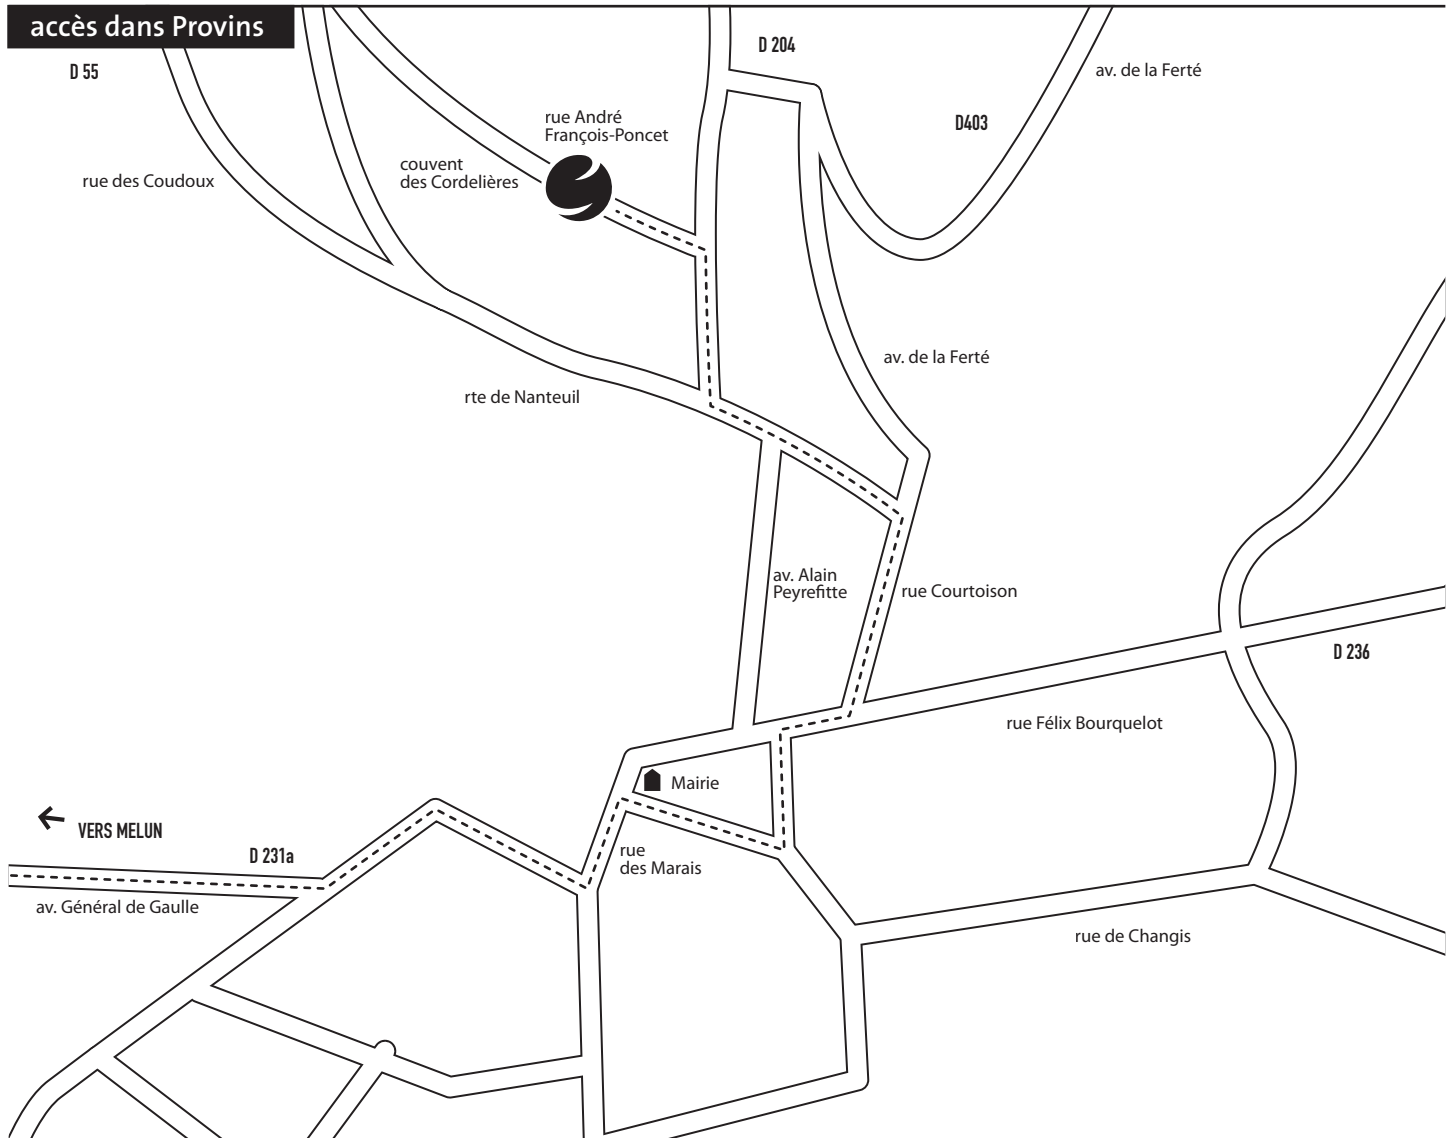 accès dans Provins
D 204
D 55
av. de la Ferté
rue André
François-Poncet
D403
couvent
des Cordelières
rue des Coudoux
av. de la Ferté
rte de Nanteuil
av. Alain
Peyrefitte
rue Courtoison
D 236
rue Félix Bourquelot
Mairie
VERS MELUN
D 231a
rue
des Marais
av. Général de Gaulle
rue de Changis